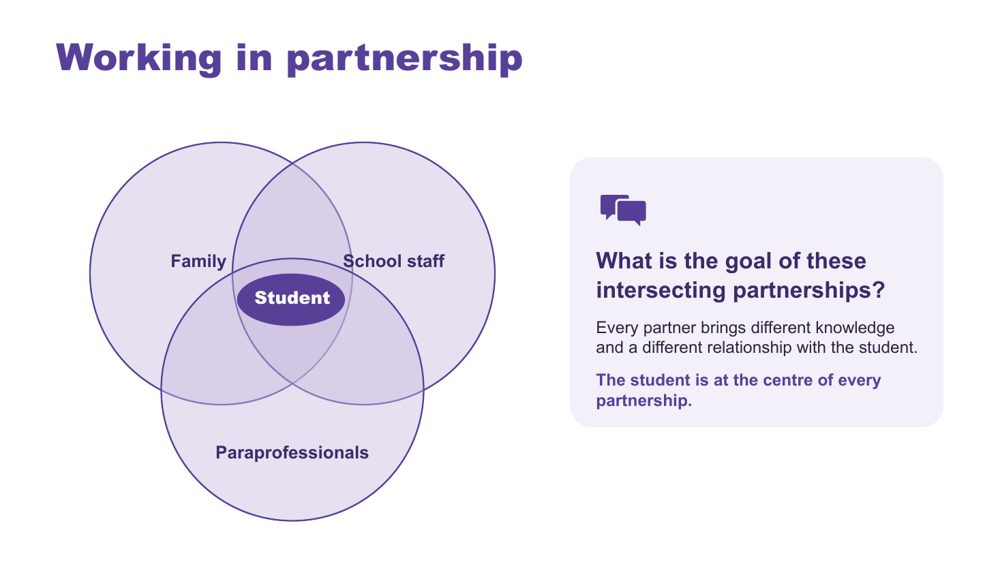 Working in partnership
Family
School staff
Student
Paraprofessionals
What is the goal of these
intersecting partnerships?
Every partner brings different knowledge
and a different relationship with the student.
The student is at the centre of every
partnership.